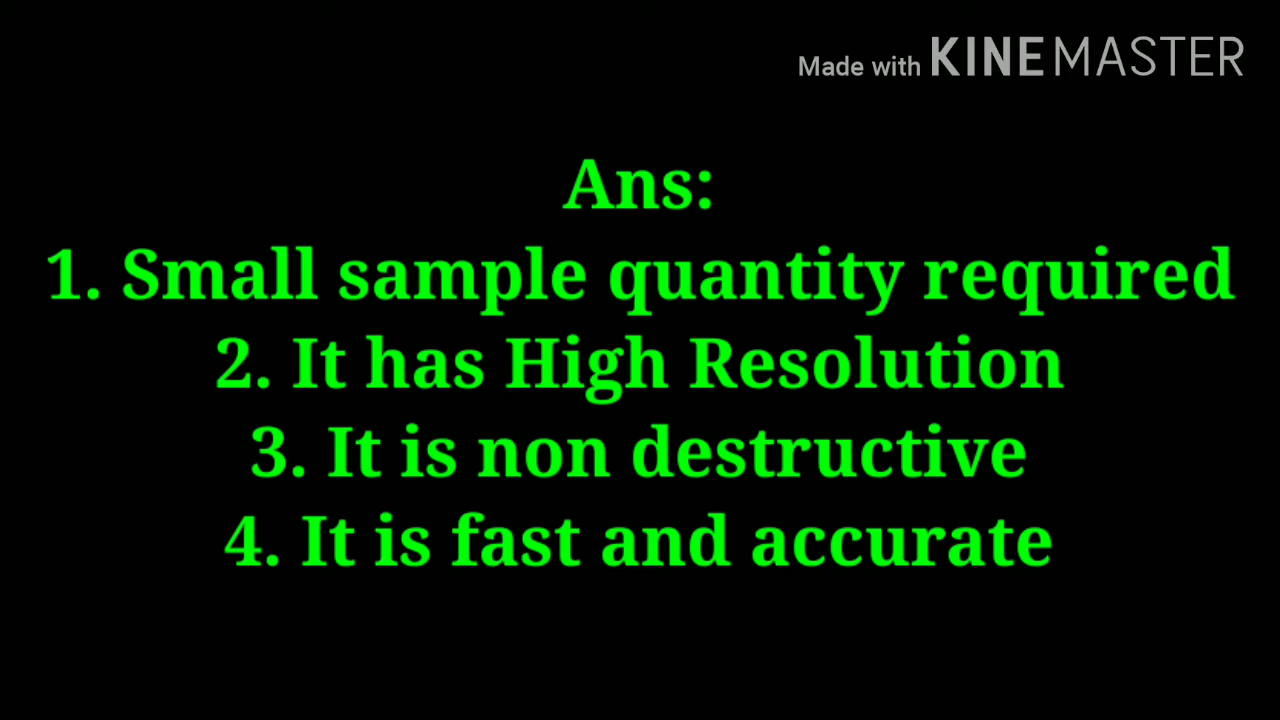 Made with KINEMASTER
Ans:
1. Small sample quantity required
2. It has High Resolution
3. It is non destructive
4. It is fast and accurate